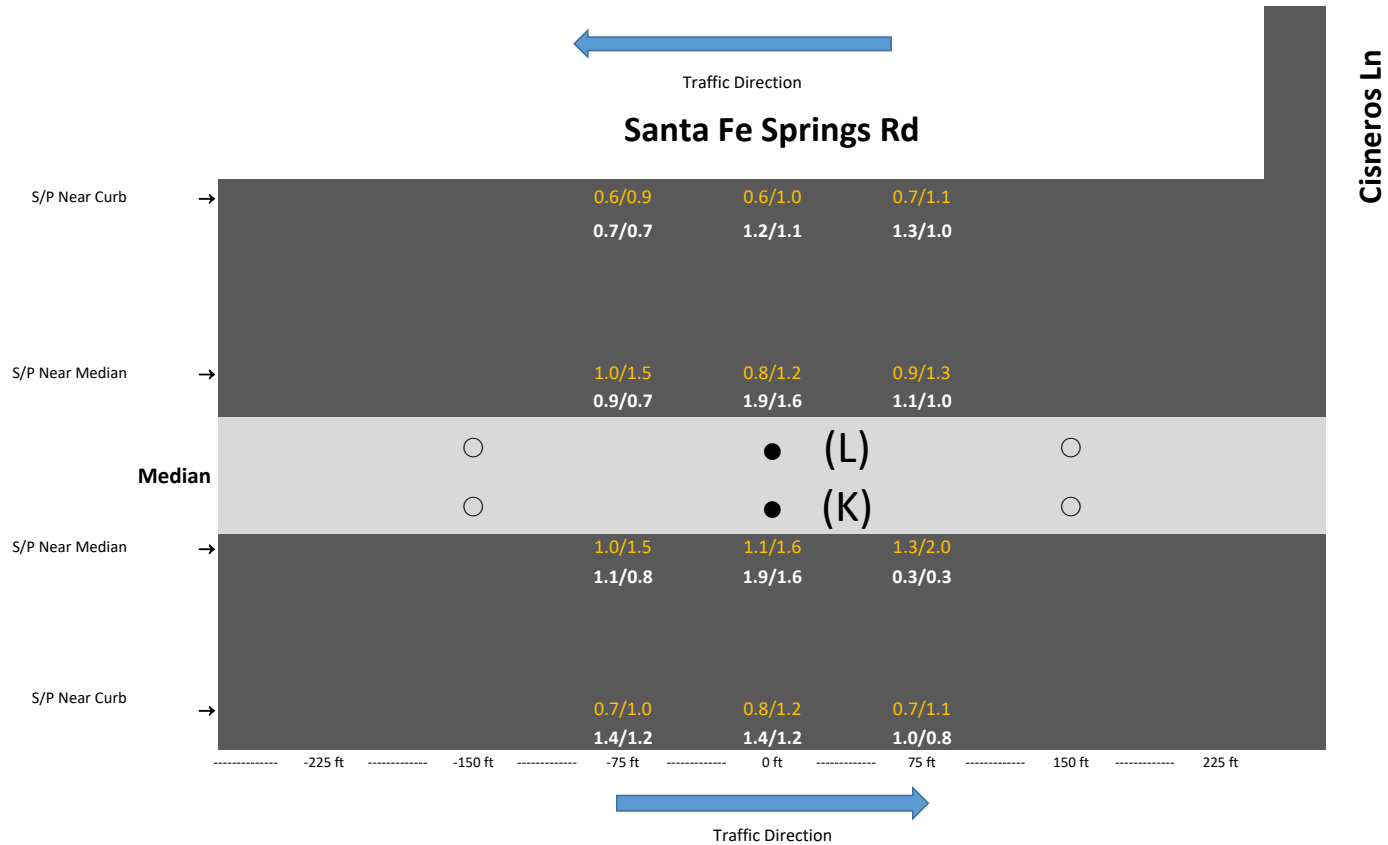 Traffic Direction
Santa Fe Springs Rd
Cisneros Ln
S/P Near Curb → 0.6/0.9 0.6/1.0 0.7/1.1
0.7/0.7 1.2/1.1 1.3/1.0
S/P Near Median → 1.0/1.5 0.8/1.2 0.9/1.3
0.9/0.7 1.9/1.6 1.1/1.0
(L)
Median
(K)
S/P Near Median → 1.0/1.5 1.1/1.6 1.3/2.0
1.1/0.8 1.9/1.6 0.3/0.3
S/P Near Curb → 0.7/1.0 0.8/1.2 0.7/1.1
1.4/1.2 1.4/1.2 1.0/0.8
-------------- -225 ft ------------- -150 ft ------------- -75 ft ------------- 0 ft ------------- 75 ft ------------- 150 ft ------------- 225 ft
Traffic Direction